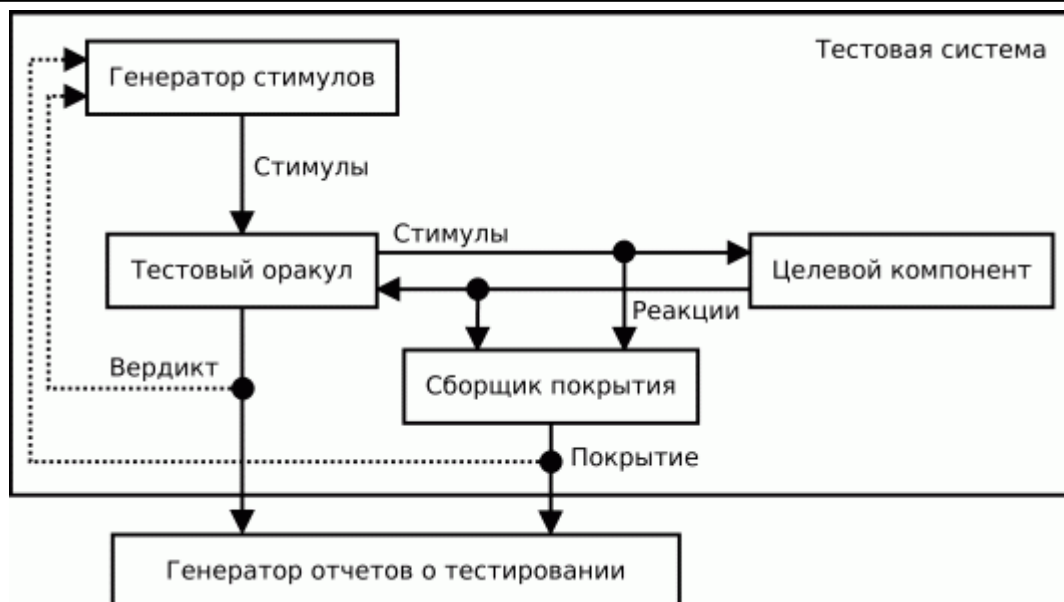 Тестовая система
Генератор стимулов
Стимулы
Стимулы
Тестовый оракул
Целевой компонент
Реакции
Вердикт
Сборщик покрытия
Покрытие
Генератор отчетов о тестировании